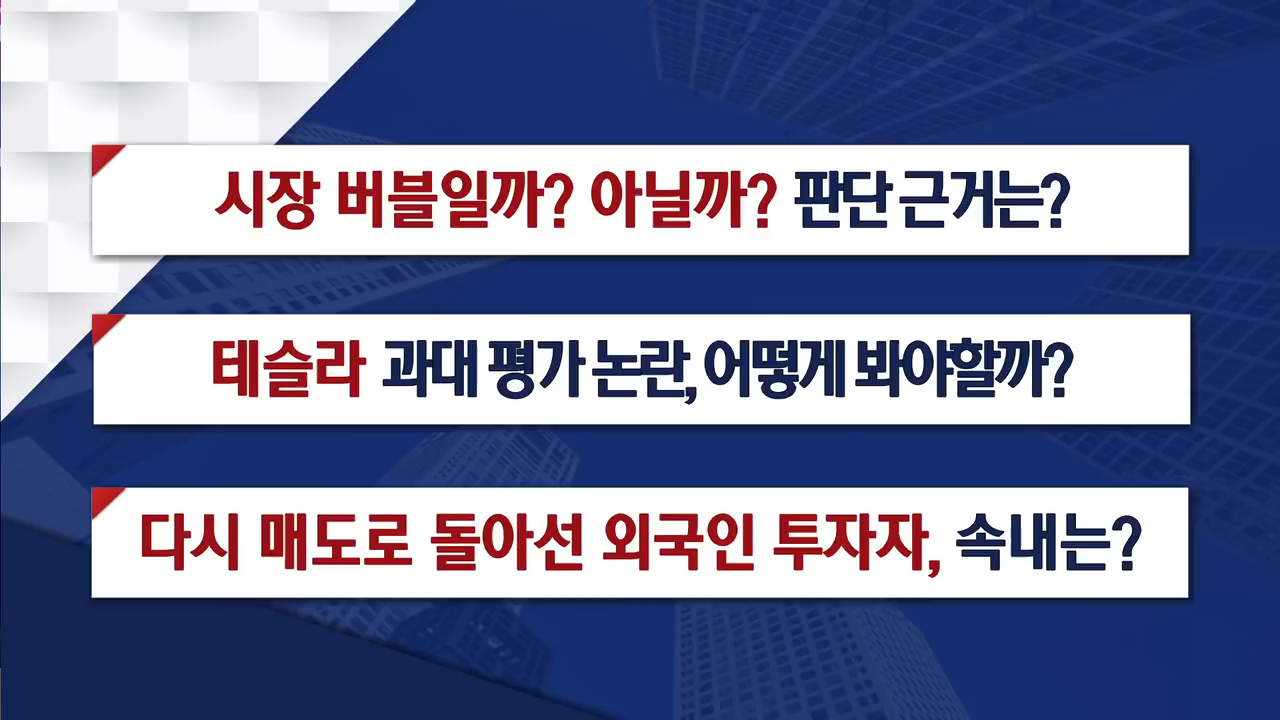 시장 버블일까? 아닐까? 판단 근거는?
테슬라 과대 평가 논란, 어떻게 봐야할까?
다시 매도로 돌아선 외국인 투자자, 속내는?